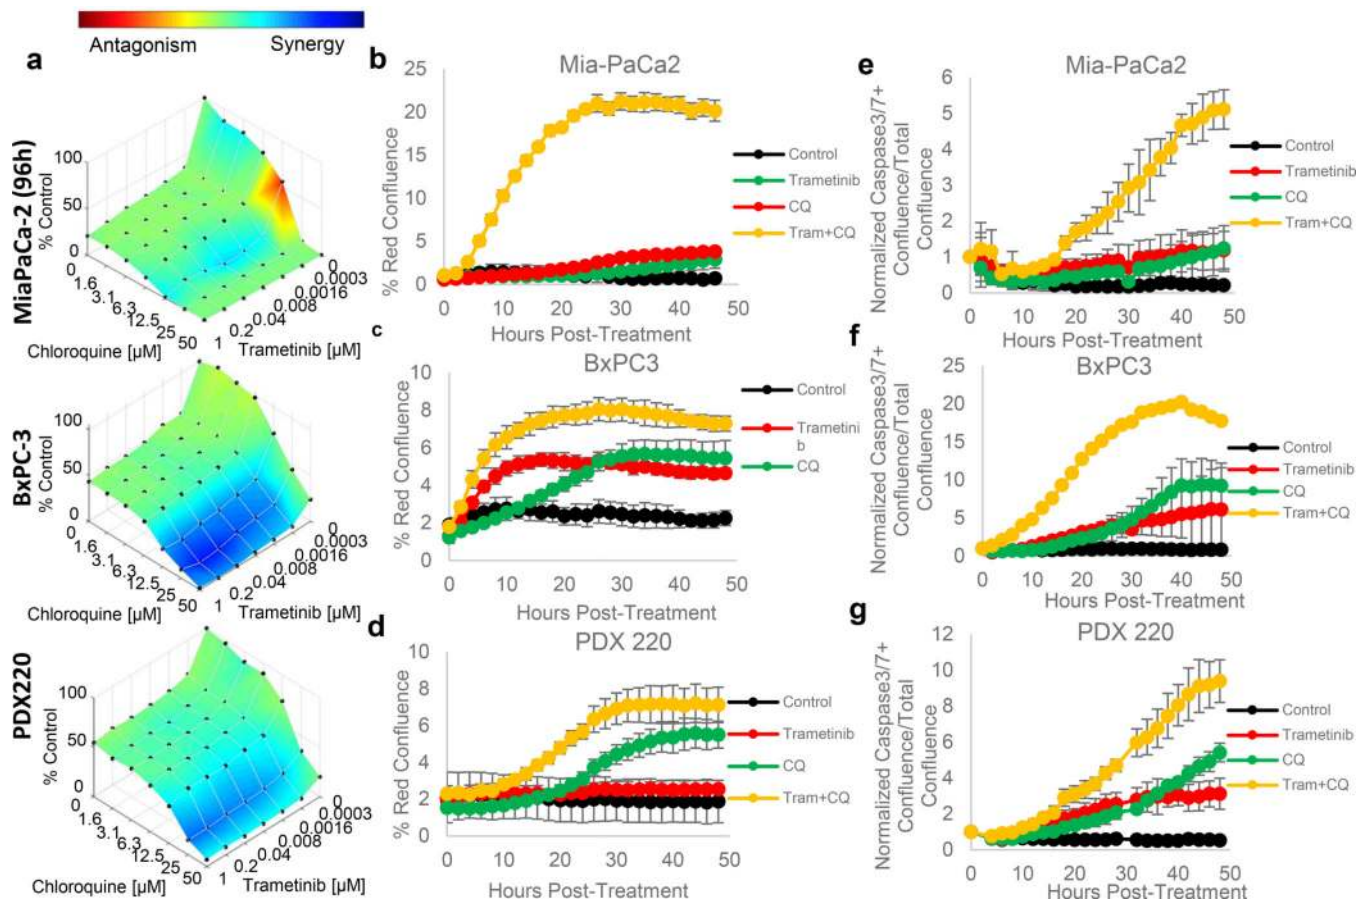 Antagonism Synergy
a
MiaPaCa-2 (96h)
% Control
100
50
0
0
1.6
3.1
6.3
12.5
25
50
Chloroquine [µM]
0
0.0003
0.0016
0.008
0.04
0.2
1
Trametinib [µM]
BxPC-3
% Control
100
50
0
0
1.6
3.1
6.3
12.5
25
50
Chloroquine [µM]
0
0.0003
0.0016
0.008
0.04
0.2
1
Trametinib [µM]
PDX220
% Control
100
50
0
0
1.6
3.1
6.3
12.5
25
50
Chloroquine [µM]
0
0.0003
0.0016
0.008
0.04
0.2
1
Trametinib [µM]
b
Mia-PaCa2
% Red Confluence
25
20
15
10
5
0
0 10 20 30 40 50
Hours Post-Treatment
Control
Trametinib
CQ
Tram+CQ
c
BxPC3
% Red Confluence
10
8
6
4
2
0
0 10 20 30 40 50
Hours Post-Treatment
Control
Trametini
b
CQ
d
PDX 220
% Red Confluence
10
8
6
4
2
0
0 10 20 30 40 50
Hours Post-Treatment
Control
Trametinib
CQ
Tram+CQ
e
Mia-PaCa2
Normalized Caspase3/7+
Confluence/Total
Confluence
6
5
4
3
2
1
0
0 10 20 30 40 50
Hours Post-Treatment
Control
Trametinib
CQ
Tram+CQ
f
BxPC3
Normalized Caspase3/7+
Confluence/Total
Confluence
25
20
15
10
5
0
0 10 20 30 40 50
Hours Post-Treatment
Control
Trametinib
CQ
Tram+CQ
g
PDX 220
Normalized Caspase3/7+
Confluence/Total
Confluence
12
10
8
6
4
2
0
0 10 20 30 40 50
Hours Post-Treatment
Control
Trametinib
CQ
Tram+CQ